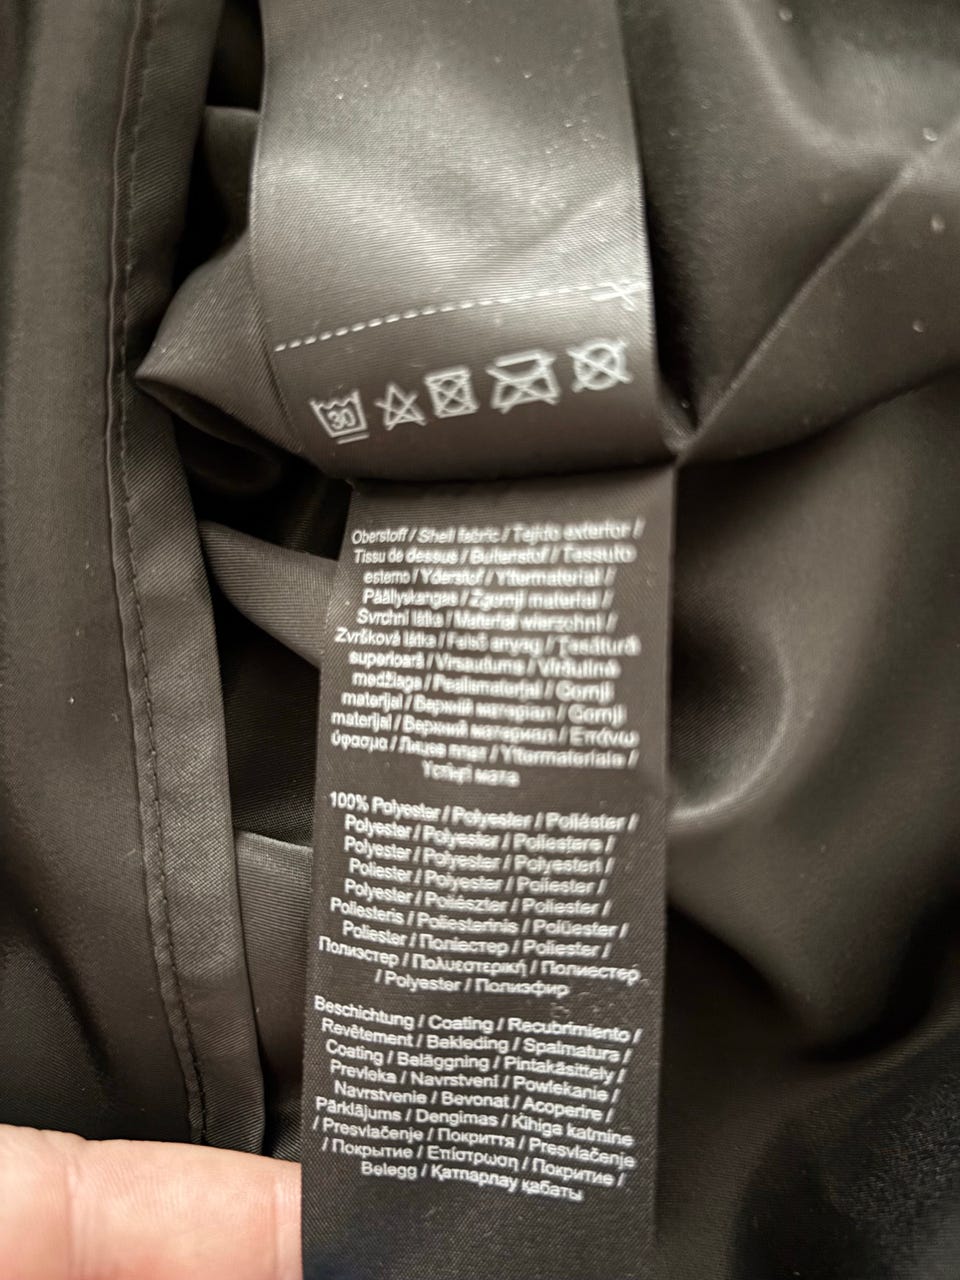 30
Oberstoff / Shell fabric / Tejido exterior /
Tissu de dessus / Buitenstof / Tessuto
esterno / Yderstof / Yttermaterial /
Päällyskangas / Zgornji material /
Svrchní látka / Materiał wierzchni /
Zvršková látka / Felső anyag / Țesătură
superioară / Virsaudums / Viršutinė
medžiaga / Pealismaterjal / Gornji
materijal / Верхній матеріал / Gornji
materijal / Верхний материал / Επάνω
ύφασμα / Лицев плат / Yttermateriale /
Үстіңгі мата
100% Polyester / Polyester / Poliéster /
Polyester / Polyester / Poliestere /
Polyester / Polyester / Polyesteri /
Poliester / Polyester / Poliester /
Polyester / Poliészter / Poliester /
Poliesteris / Poliesterinis / Polüester /
Poliester / Поліестер / Poliester /
Полиэстер / Πολυεστερική / Полиестер
/ Polyester / Полиэфир
Beschichtung / Coating / Recubrimiento /
Revêtement / Bekleding / Spalmatura /
Coating / Beläggning / Pintakäsittely /
Prevleka / Navrstvení / Powlekanie /
Navrstvenie / Bevonat / Acoperire /
Pārklājums / Dengimas / Kihiga katmine
/ Presvlačenje / Покриття / Presvlačenje
/ Покрытие / Επίστρωση / Покритие /
Belegg / Қатпарлау қабаты